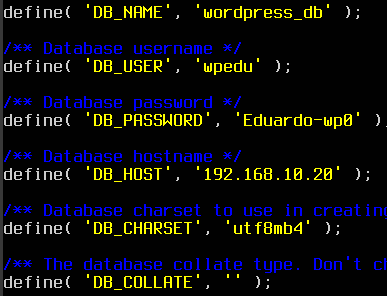 define( 'DB_NAME', 'wordpress_db' );
/** Database username */
define( 'DB_USER', 'wpedu' );
/** Database password */
define( 'DB_PASSWORD', 'Eduardo-wp0' )
/** Database hostname */
define( 'DB_HOST', '192.168.10.20' );
/** Database charset to use in creating
define( 'DB_CHARSET', 'utf8mb4' );
/** The database collate type. Don't
define( 'DB_COLLATE', '' );